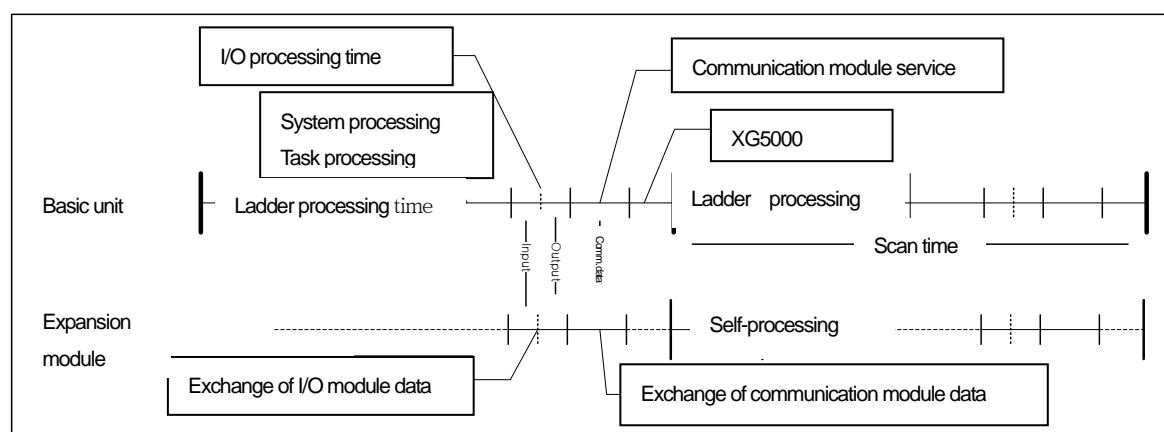 I/O processing time
Communication module service
System processing
Task processing
XG5000
Basic unit
Ladder processing time
Ladder processing
Scan time
Input
Output
Comm.data
Expansion
module
Self-processing
Exchange of I/O module data
Exchange of communication module data